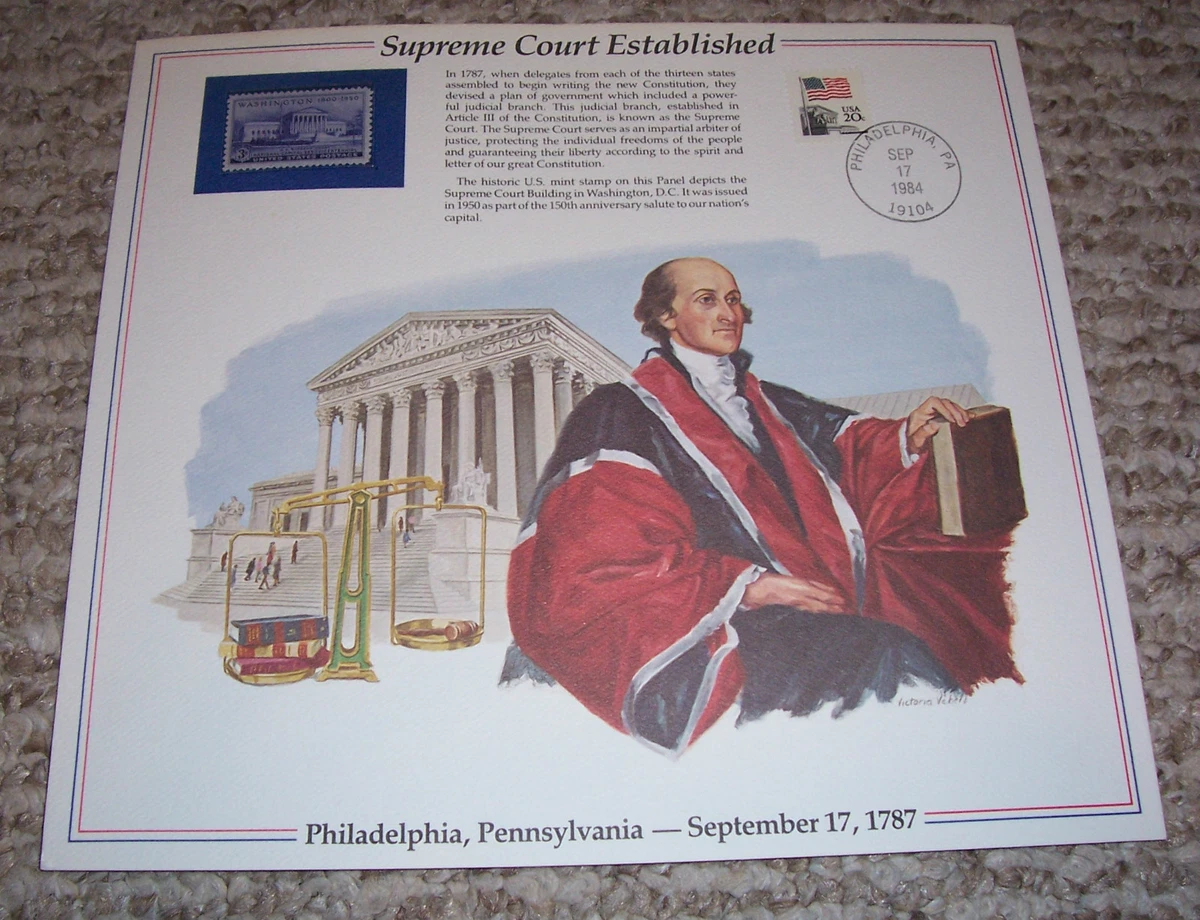 Supreme Court Established
WASHINGTON 1800-1950
3¢
UNITED STATES POSTAGE
In 1787, when delegates from each of the thirteen states
assembled to begin writing the new Constitution, they
devised a plan of government which included a power-
ful judicial branch. This judicial branch, established in
Article III of the Constitution, is known as the Supreme
Court. The Supreme Court serves as an impartial arbiter of
justice, protecting the individual freedoms of the people
and guaranteeing their liberty according to the spirit and
letter of our great Constitution.
The historic U.S. mint stamp on this Panel depicts the
Supreme Court Building in Washington, D.C. It was issued
in 1950 as part of the 150th anniversary salute to our nation's
capital.
USA
20c
PHILADELPHIA, PA
SEP
17
1984
19104
Victoria
Philadelphia, Pennsylvania — September 17, 1787